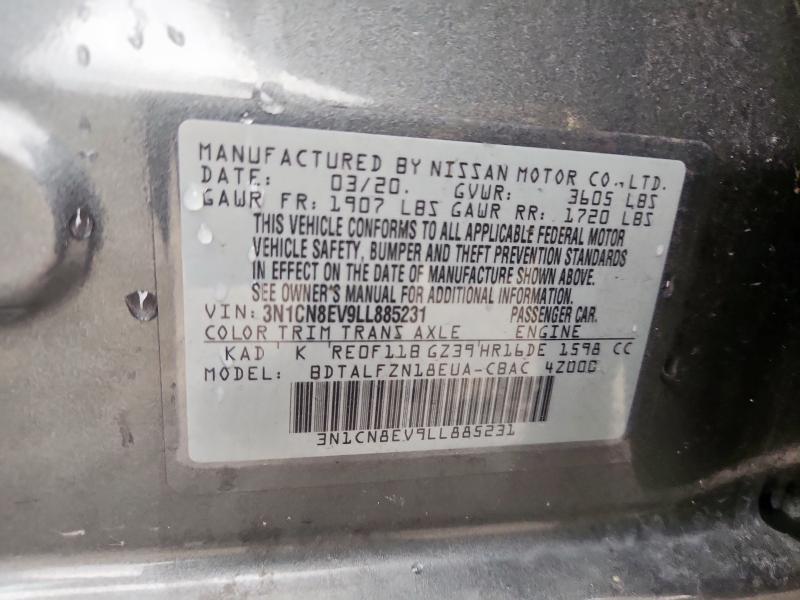 MANUFACTURED BY NISSAN MOTOR CO.,LTD.
DATE: 03/20. GVWR: 3605 LBS
GAWR FR: 1907 LBS GAWR RR: 1720 LBS
THIS VEHICLE CONFORMS TO ALL APPLICABLE FEDERAL MOTOR
VEHICLE SAFETY, BUMPER AND THEFT PREVENTION STANDARDS
IN EFFECT ON THE DATE OF MANUFACTURE SHOWN ABOVE.
SEE OWNER'S MANUAL FOR ADDITIONAL INFORMATION.
VIN: 3N1CN8EV9LL885231 PASSENGER CAR.
COLOR TRIM TRANS AXLE ENGINE
KAD K RE0F11B GZ39 HR16DE 1598 CC
MODEL: BDTALFZN18EUA-CBAC 4Z00C
3N1CN8EV9LL885231